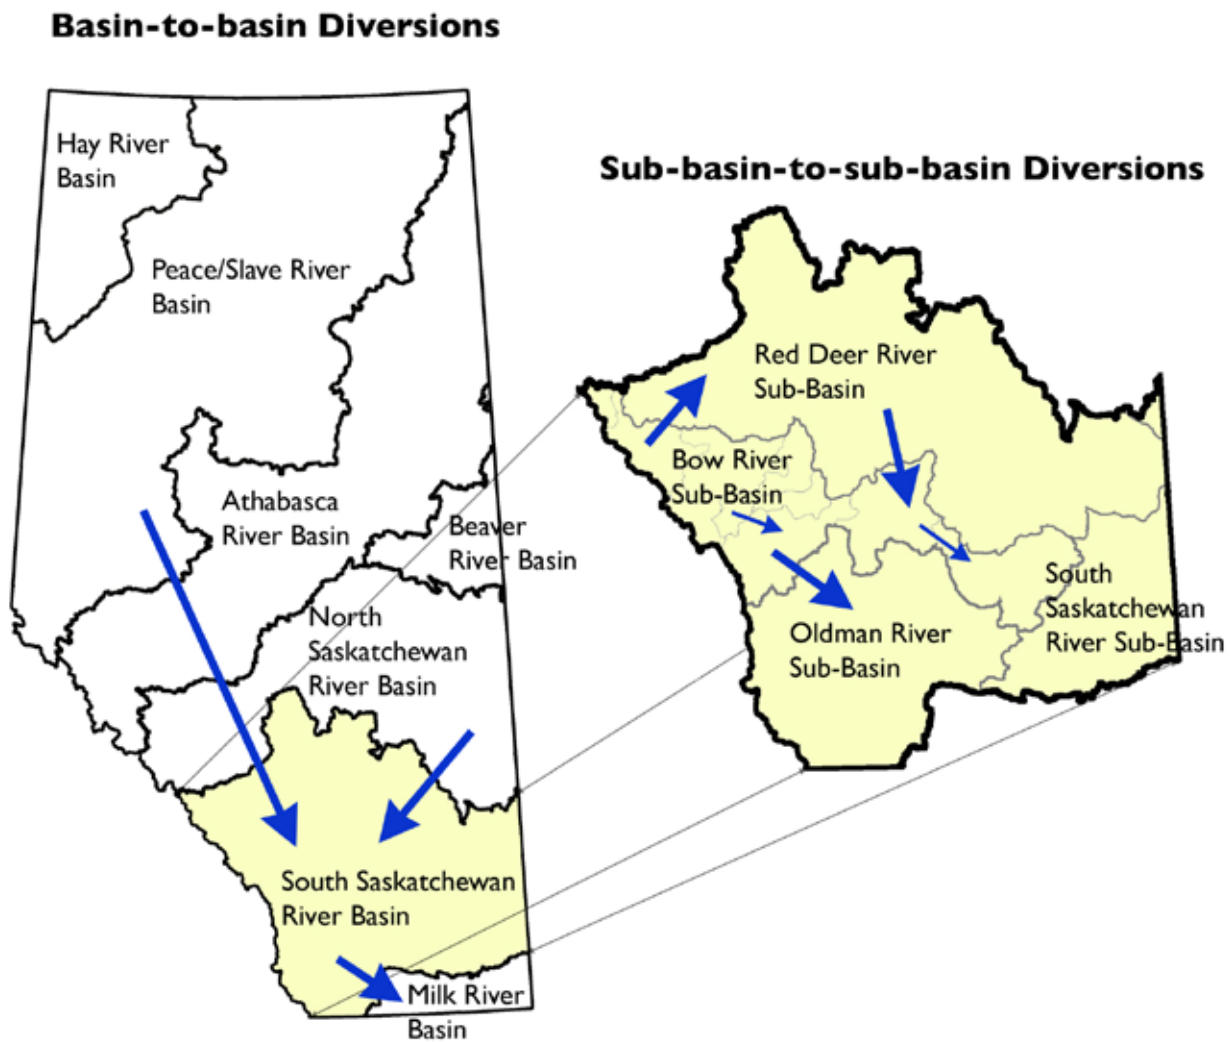 Basin-to-basin Diversions
Hay River
Basin
Peace/Slave River
Basin
Athabasca
River Basin
Beaver
River Basin
North
Saskatchewan
River Basin
South Saskatchewan
River Basin
Milk River
Basin
Sub-basin-to-sub-basin Diversions
Red Deer River
Sub-Basin
Bow River
Sub-Basin
South
Saskatchewan
River Sub-Basin
Oldman River
Sub-Basin